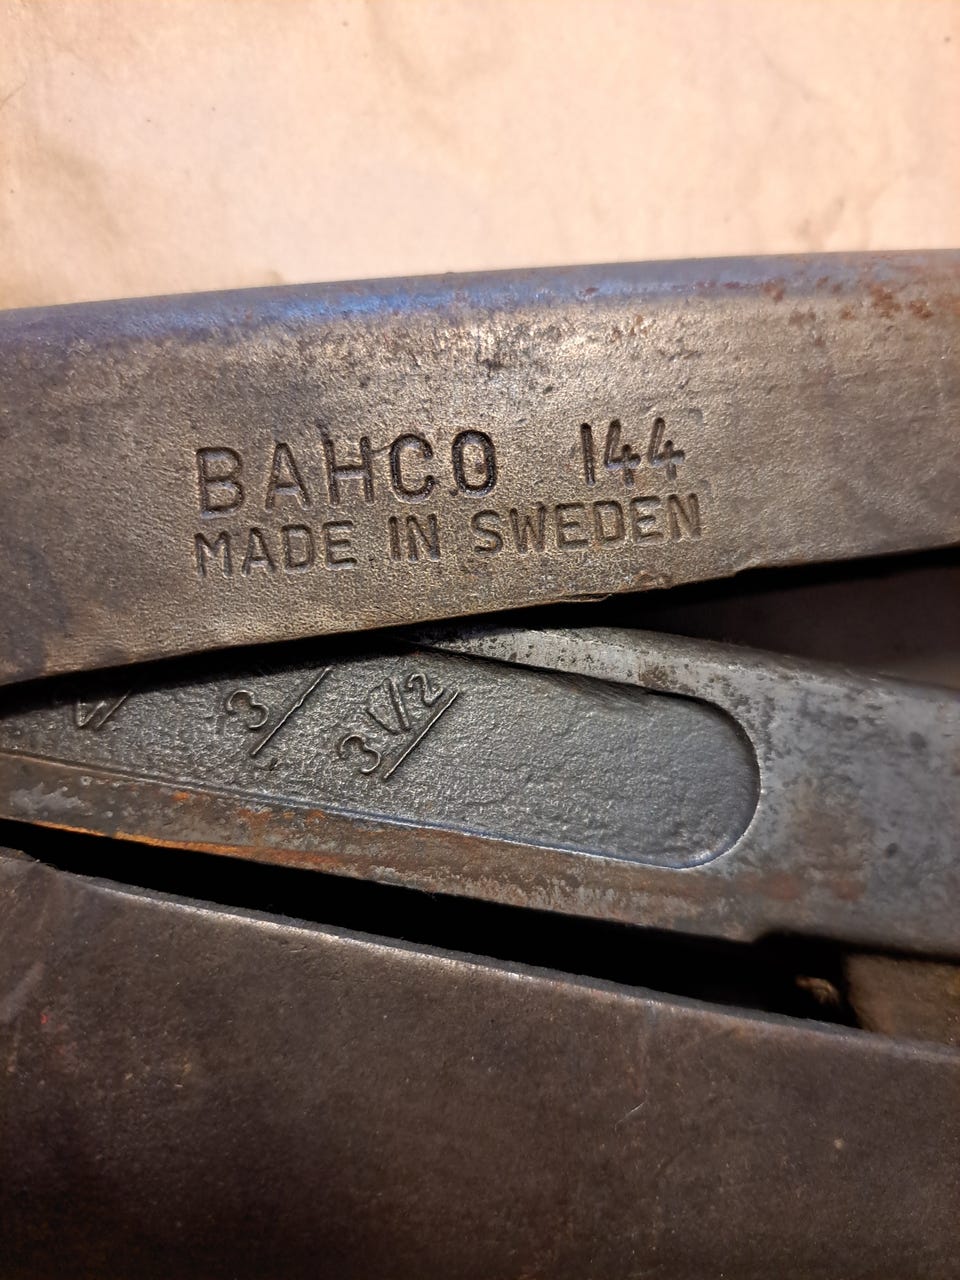 BAHCO 144
MADE IN SWEDEN
3 3 1/2